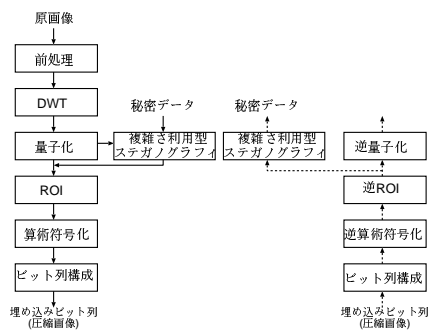 原画像
前処理
DWT
量子化
ROI
算術符号化
ビット列構成
埋め込みビット列
(圧縮画像)
秘密データ
複雑さ利用型
ステガノグラフィ
秘密データ
複雑さ利用型
ステガノグラフィ
逆量子化
逆ROI
逆算術符号化
ビット列構成
埋め込みビット列
(圧縮画像)